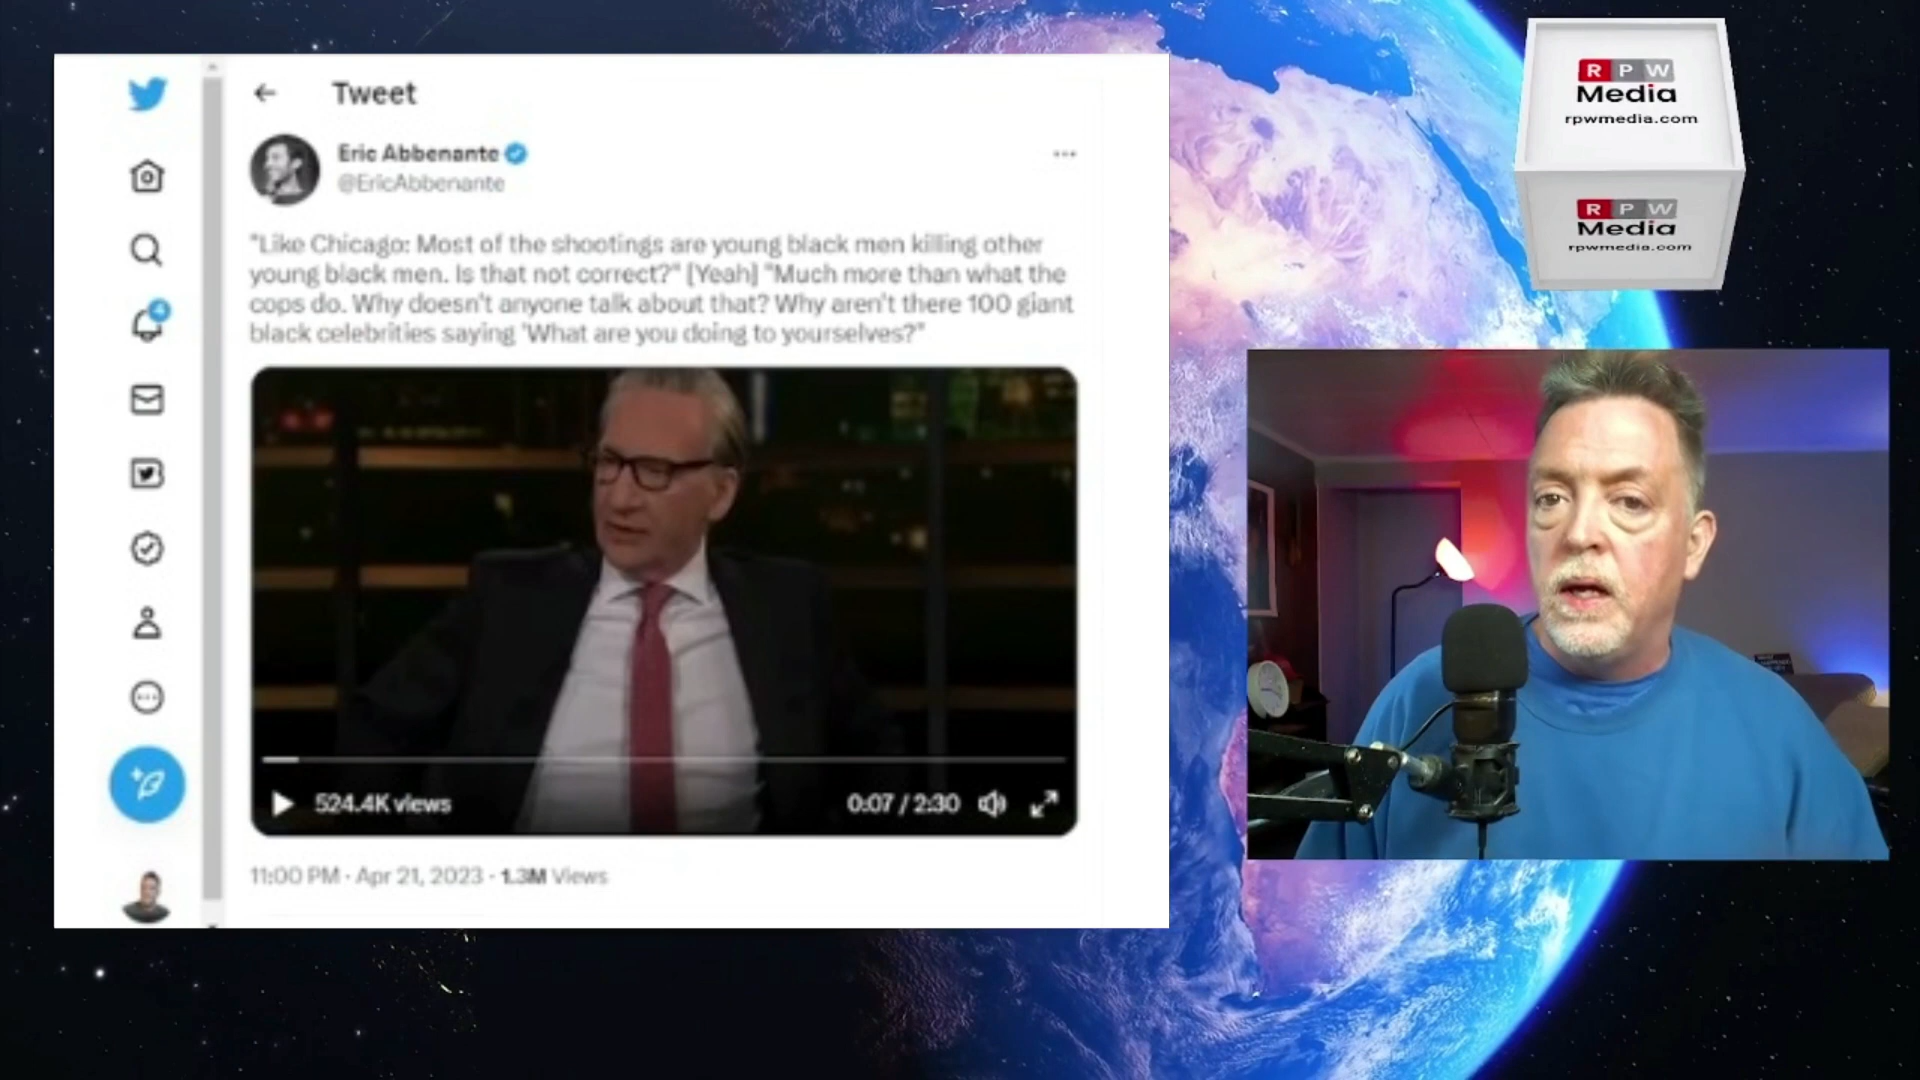 Tweet
Eric Abbenante
@EricAbbenante
"Like Chicago: Most of the shootings are young black men killing other
young black men. Is that not correct?" [Yeah] "Much more than what the
cops do. Why doesn't anyone talk about that? Why aren't there 100 giant
black celebrities saying 'What are you doing to yourselves?"
524.4K views
0:07 / 2:30
11:00 PM · Apr 21, 2023 · 1.3M Views
4
RPW
Media
rpwmedia.com
RPW
Media
rpwmedia.com